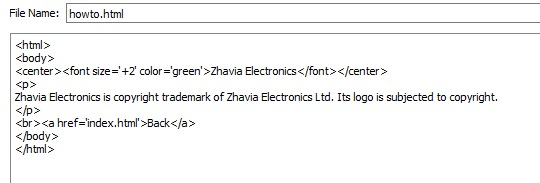 File Name: howto.html
<html>
<body>
<center><font size='+2' color='green'>Zhavia Electronics</font></center>
<p>
Zhavia Electronics is copyright trademark of Zhavia Electronics Ltd. Its logo is subjected to copyright.
</p>
<br><a href='index.html'>Back</a>
</body>
</html>